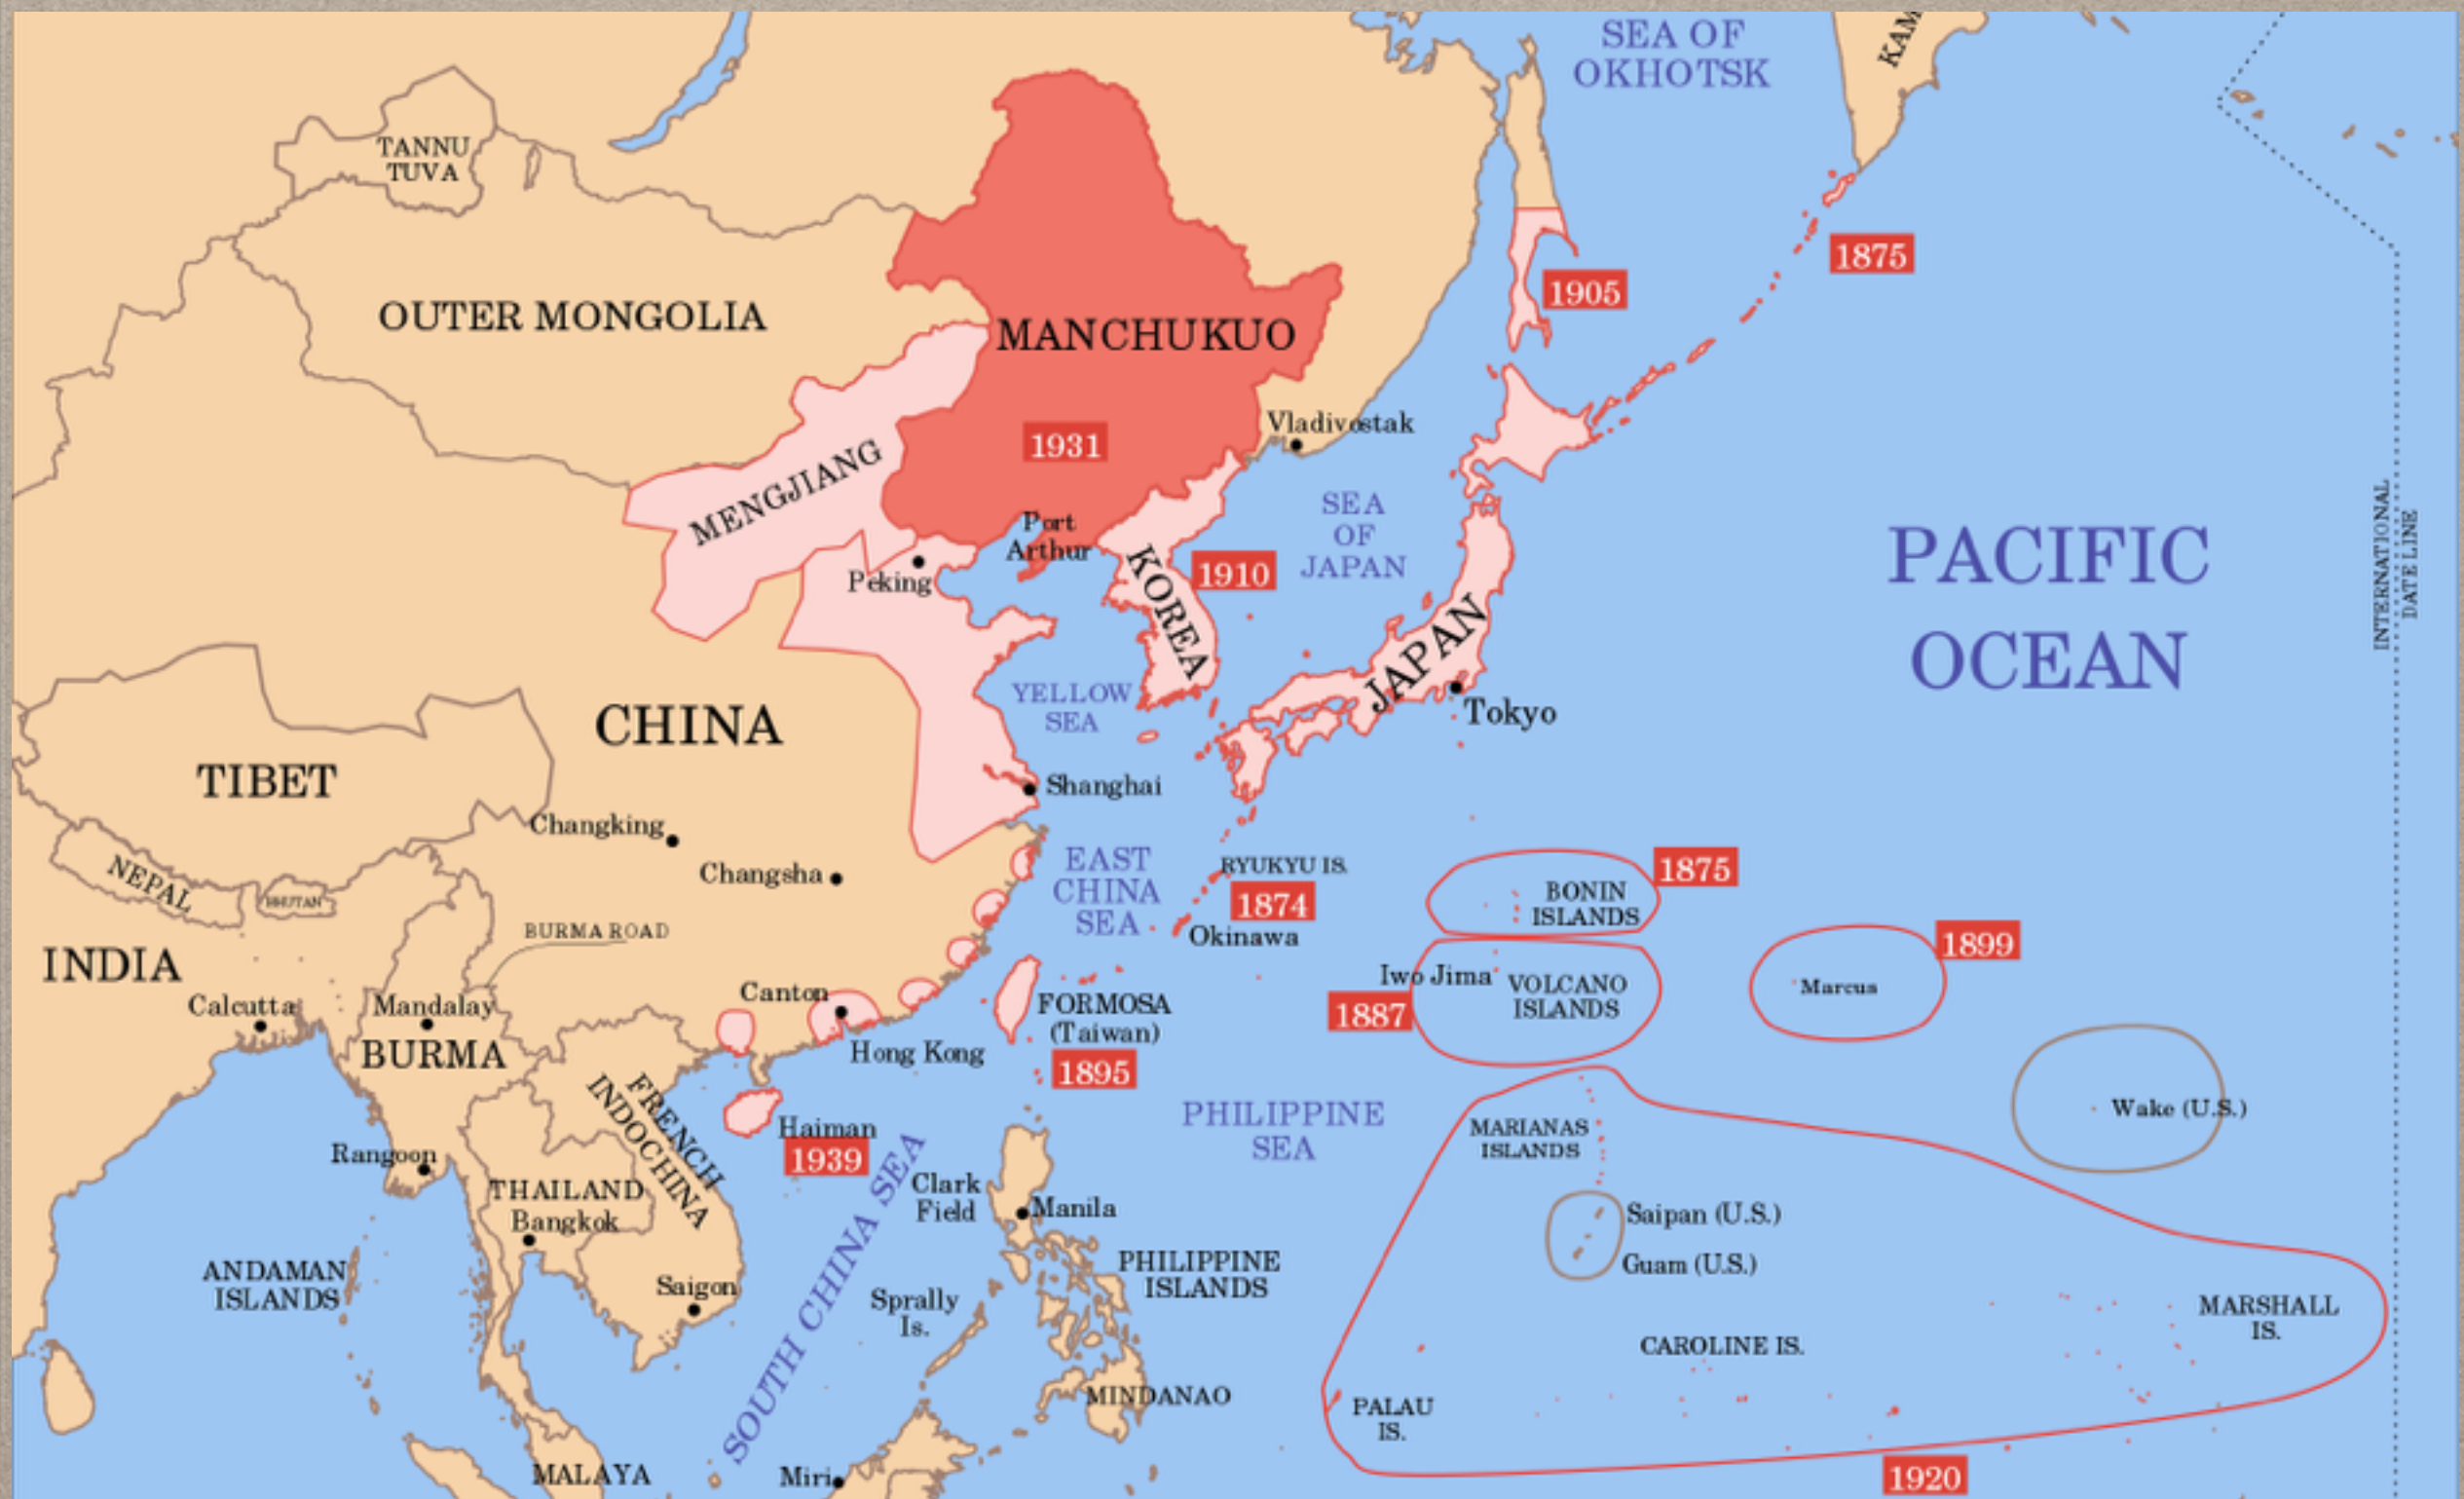 SEA OF
OKHOTSK
KAM
TANNU
TUVA
1875
1905
OUTER MONGOLIA
MANCHUKUO
1931
Vladivostak
MENGJIANG
Port
Arthur
Peking
KOREA
1910
SEA
OF
JAPAN
JAPAN
Tokyo
PACIFIC
OCEAN
INTERNATIONAL
DATE LINE
YELLOW
SEA
CHINA
TIBET
Shanghai
Changking
Changsha
NEPAL
BHUTAN
BURMA ROAD
INDIA
EAST
CHINA
SEA
RYUKYU IS.
1874
Okinawa
BONIN
ISLANDS
1875
Iwo Jima
VOLCANO
ISLANDS
1887
Marcus
1899
Calcutta
Mandalay
BURMA
Canton
Hong Kong
FORMOSA
(Taiwan)
1895
Haiman
1939
FRENCH
INDOCHINA
PHILIPPINE
SEA
MARIANAS
ISLANDS
Wake (U.S.)
Rangoon
THAILAND
Bangkok
Clark
Field
Manila
Saipan (U.S.)
Guam (U.S.)
ANDAMAN
ISLANDS
Saigon
SOUTH CHINA SEA
Sprally
Is.
PHILIPPINE
ISLANDS
MARSHALL
IS.
CAROLINE IS.
MINDANAO
PALAU
IS.
MALAYA
Miri
1920